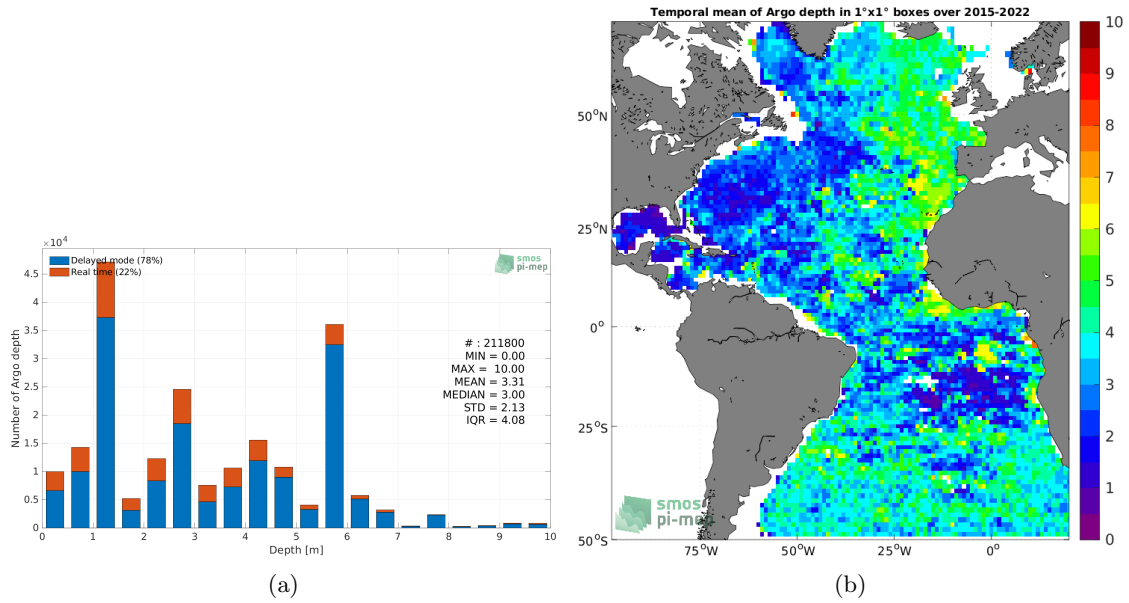 ×10⁴
Delayed mode (78%)
Real time (22%)
smos
pi-mep
4.5
4
3.5
3
2.5
2
1.5
1
0.5
0
Number of Argo depth
# : 211800
MIN = 0.00
MAX = 10.00
MEAN = 3.31
MEDIAN = 3.00
STD = 2.13
IQR = 4.08
0 1 2 3 4 5 6 7 8 9 10
Depth [m]
(a)
Temporal mean of Argo depth in 1°x1° boxes over 2015-2022
50°N
25°N
0°
25°S
50°S
75°W 50°W 25°W 0°
smos
pi-mep
10
9
8
7
6
5
4
3
2
1
0
(b)